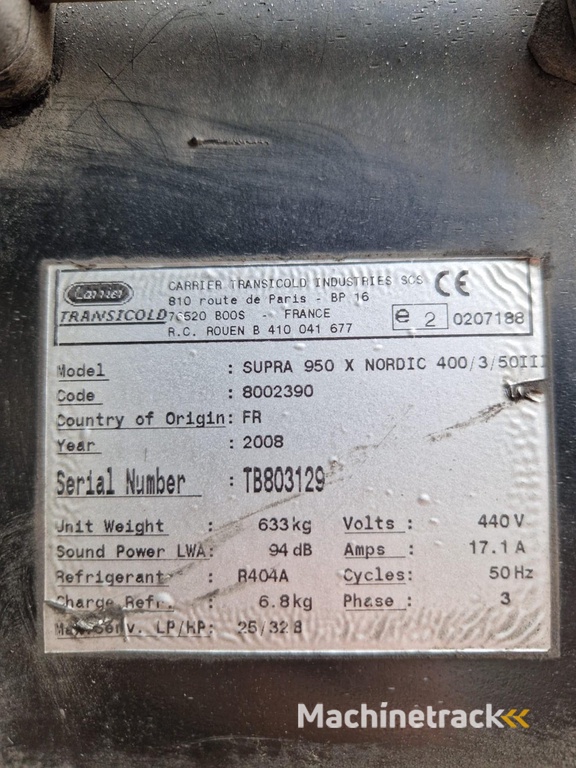 Carrier
TRANSICOLD
CARRIER TRANSICOLD INDUSTRIES SCS
810 route de Paris - BP 16
76520 BOOS - FRANCE
R.C. ROUEN B 410 041 677
CE
e 2 0207188
Model : SUPRA 950 X NORDIC 400/3/50III
Code : 8002390
Country of Origin: FR
Year : 2008
Serial Number : TB803129
Unit Weight : 633kg
Volts : 440V
Sound Power LWA: 94dB
Amps : 17.1A
Refrigerant : R404A
Cycles: 50Hz
Charge Refr. : 6.8kg
Phase : 3
Max.Serv. LP/HP: 25/32B
Machinetrack